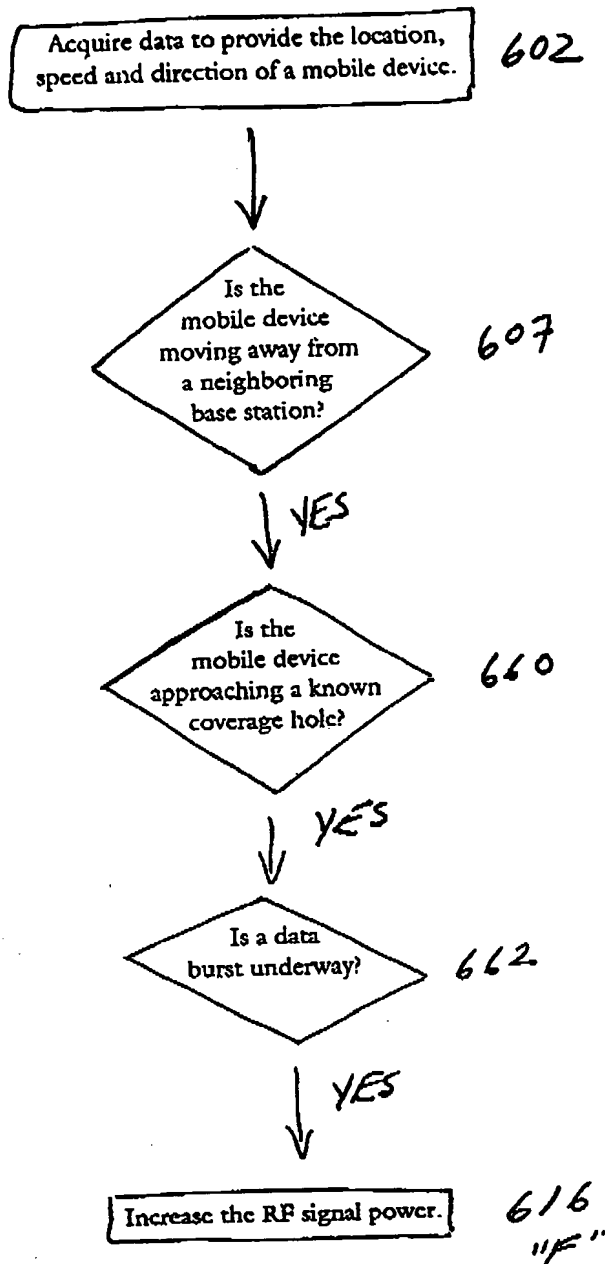 Acquire data to provide the location,
speed and direction of a mobile device.
602
Is the
mobile device
moving away from
a neighboring
base station?
607
YES
Is the
mobile device
approaching a known
coverage hole?
660
YES
Is a data
burst underway?
662
YES
Increase the RF signal power.
616
"F"